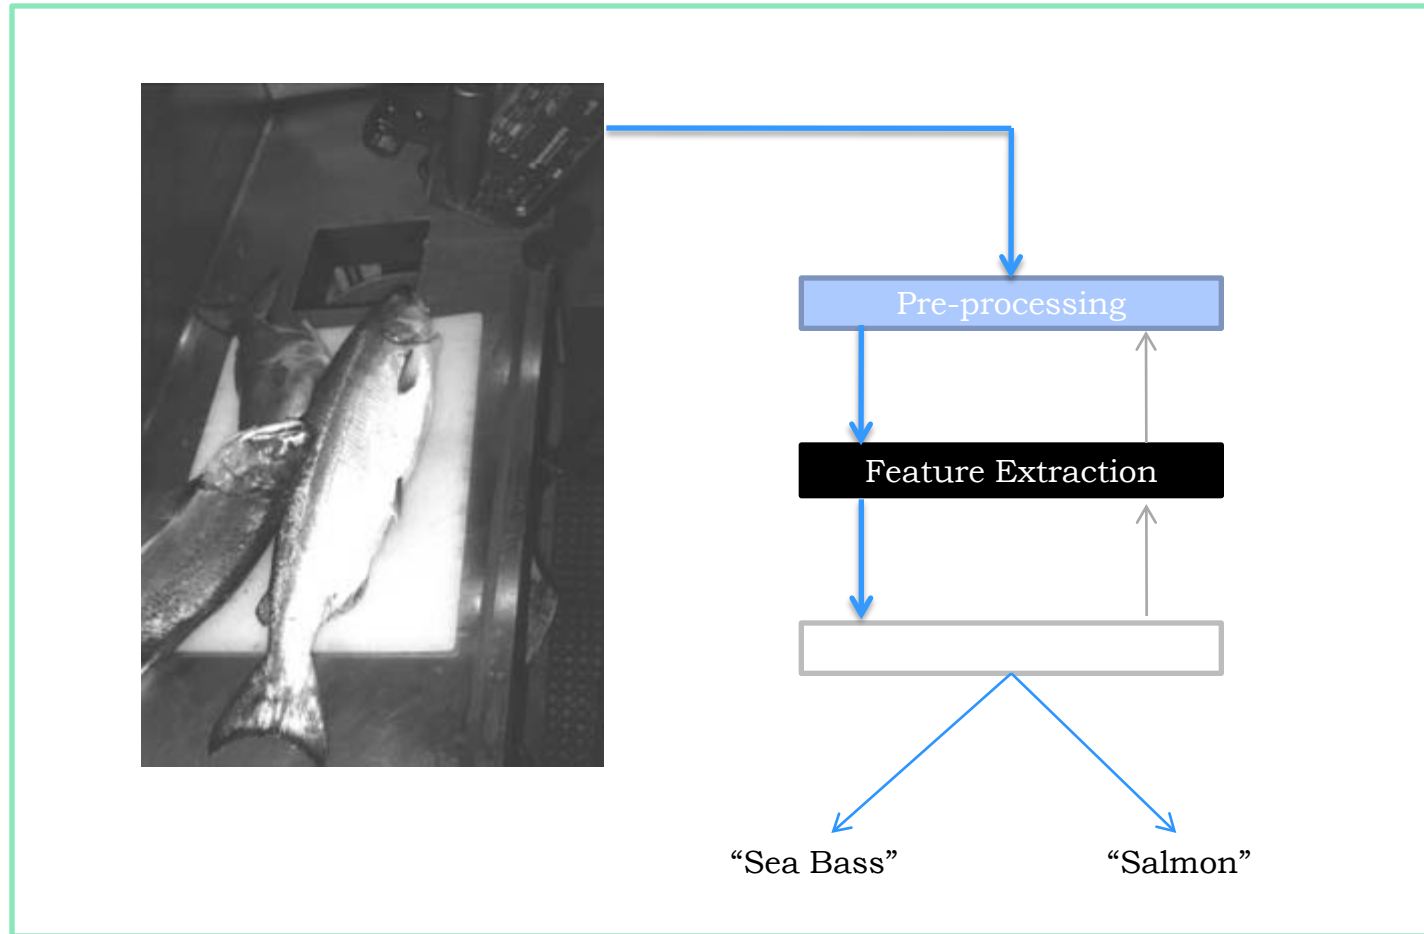 Pre-processing
Feature Extraction
“Sea Bass”
“Salmon”